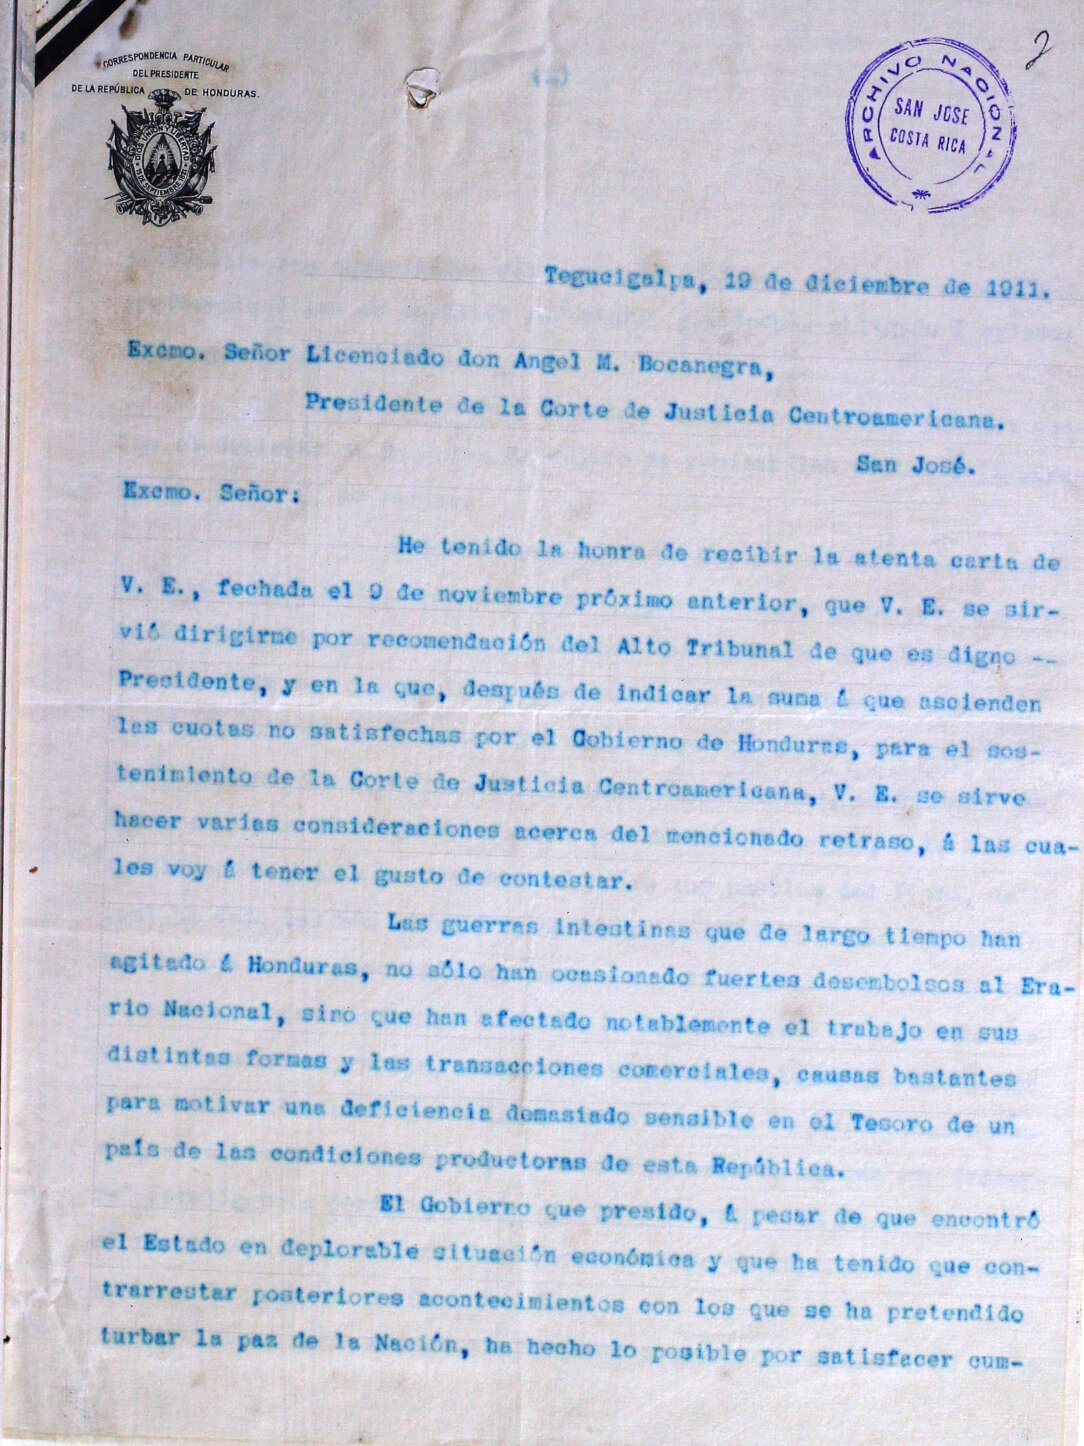 CORRESPONDENCIA PARTICULAR
DEL PRESIDENTE
DE LA REPÚBLICA DE HONDURAS.
ARCHIVO NACIONAL
SAN JOSE
COSTA RICA
2
Tegucigalpa, 19 de diciembre de 1911.
Excmo. Señor Licenciado don Angel M. Bocanegra,
Presidente de la Corte de Justicia Centroamericana.
San José.
Excmo. Señor:
He tenido la honra de recibir la atenta carta de
V. E., fechada el 9 de noviembre próximo anterior, que V. E. se sir-
vió dirigirme por recomendación del Alto Tribunal de que es digno --
Presidente, y en la que, después de indicar la suma á que ascienden
las cuotas no satisfechas por el Gobierno de Honduras, para el sos-
tenimiento de la Corte de Justicia Centroamericana, V. E. se sirve
hacer varias consideraciones acerca del mencionado retraso, á las cua-
les voy á tener el gusto de contestar.
Las guerras intestinas que de largo tiempo han
agitado á Honduras, no sólo han ocasionado fuertes desembolsos al Era-
rio Nacional, sino que han afectado notablemente el trabajo en sus
distintas formas y las transacciones comerciales, causas bastantes
para motivar una deficiencia demasiado sensible en el Tesoro de un
país de las condiciones productoras de esta República.
El Gobierno que presido, á pesar de que encontró
el Estado en deplorable situación económica y que ha tenido que con-
trarrestar posteriores acontecimientos con los que se ha pretendido
turbar la paz de la Nación, ha hecho lo posible por satisfacer cum-